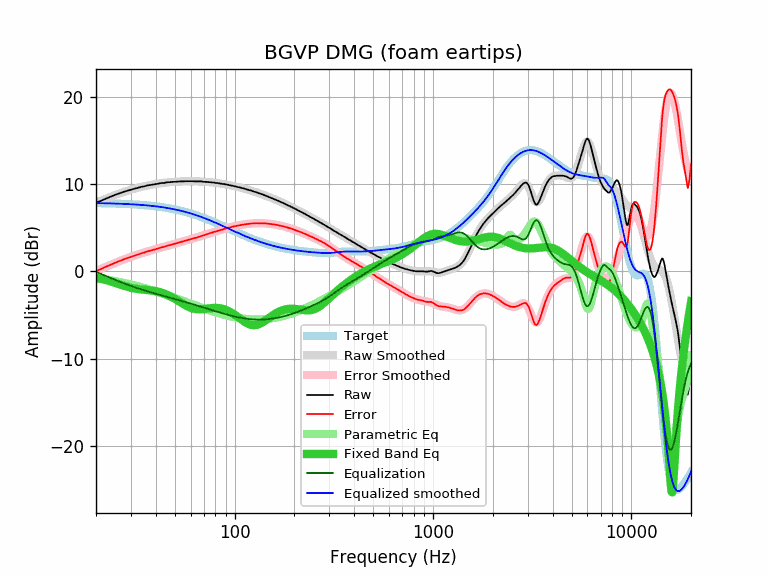 BGVP DMG (foam eartips)
20
10
0
−10
−20
Amplitude (dBr)
Target
Raw Smoothed
Error Smoothed
Raw
Error
Parametric Eq
Fixed Band Eq
Equalization
Equalized smoothed
100
1000
10000
Frequency (Hz)